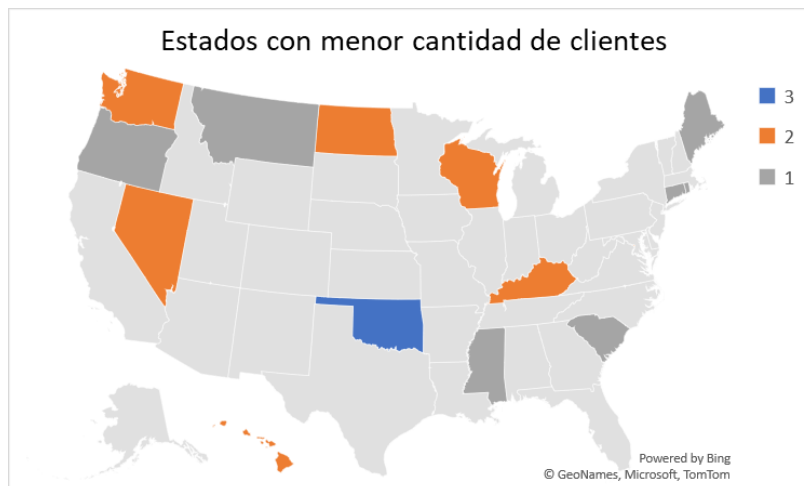 Estados con menor cantidad de clientes
3
2
1
Powered by Bing
© GeoNames, Microsoft, TomTom